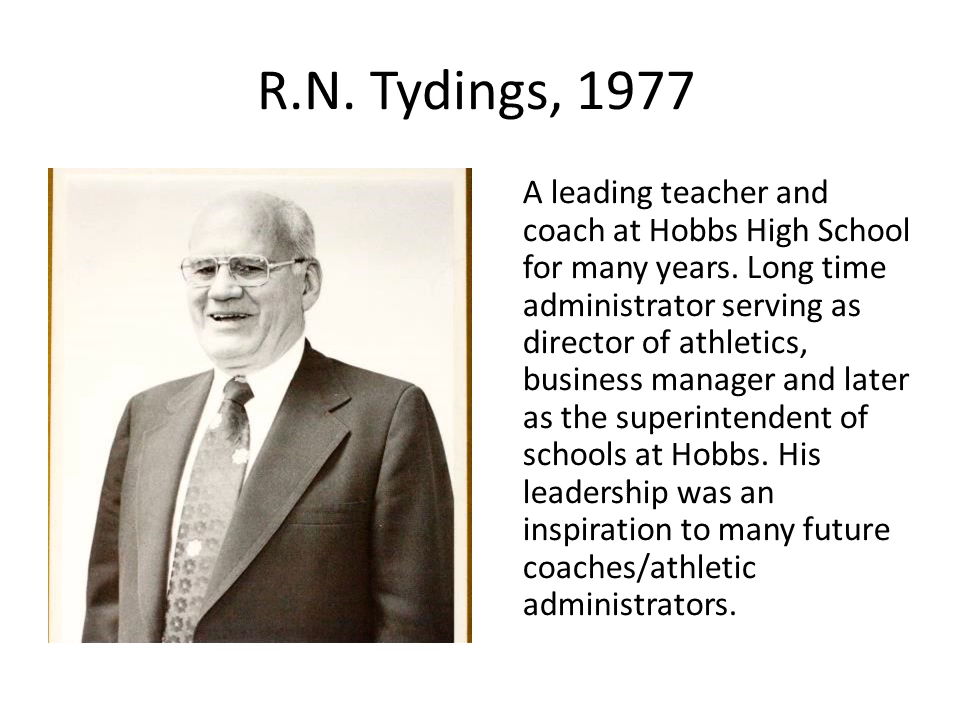 R.N. Tydings, 1977
A leading teacher and
coach at Hobbs High School
for many years. Long time
administrator serving as
director of athletics,
business manager and later
as the superintendent of
schools at Hobbs. His
leadership was an
inspiration to many future
coaches/athletic
administrators.